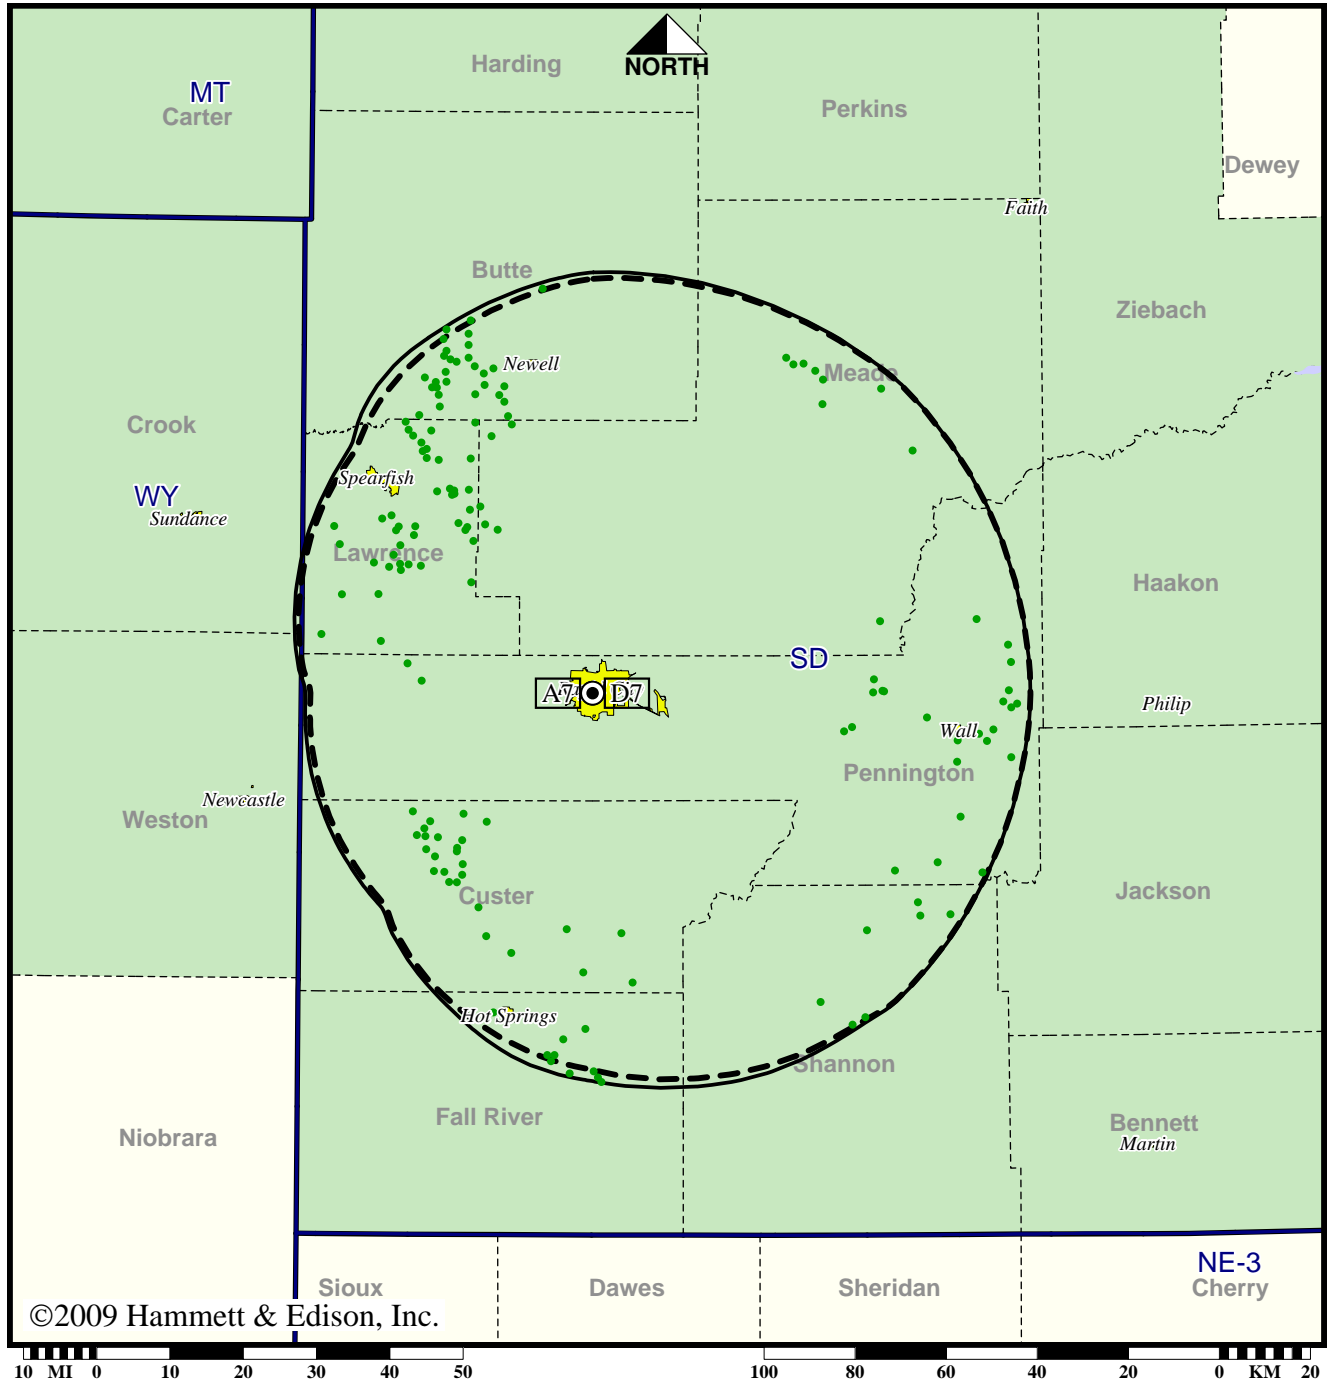 Harding
NORTH
MT
Carter
Perkins
Dewey
Faith
Butte
Ziebach
Newell
Meade
Crook
Spearfish
WY
Sundance
Lawrence
Haakon
SD
A7
D7
Philip
Wall
Pennington
Newcastle
Weston
Custer
Jackson
Hot Springs
Shannon
Fall River
Bennett
Niobrara
Martin
NE-3
Sioux
Dawes
Sheridan
Cherry
©2009 Hammett & Edison, Inc.
10 MI 0 10 20 30 40 50 100 80 60 40 20 0 KM 20